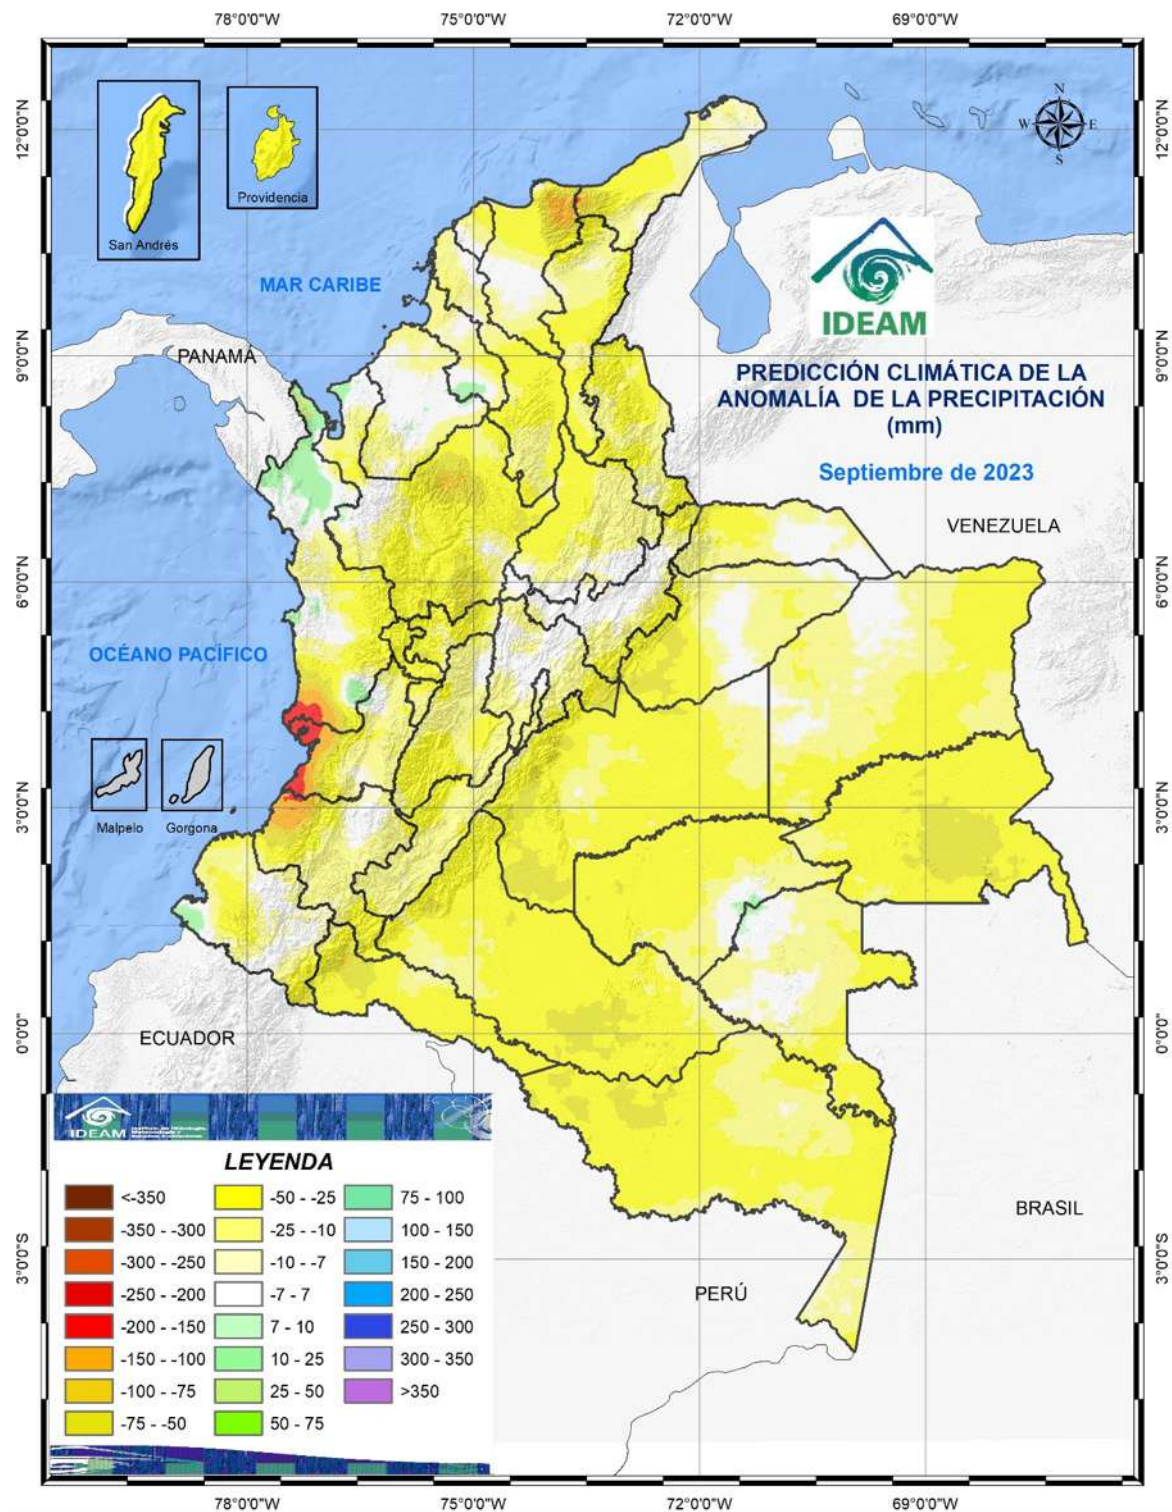 78°0'0"W
75°0'0"W
72°0'0"W
69°0'0"W
12°0'0"N
12°0'0"N
N
W
E
S
San Andrés
Providencia
MAR CARIBE
IDEAM
PANAMÁ
9°0'0"N
9°0'0"N
PREDICCIÓN CLIMÁTICA DE LA
ANOMALÍA DE LA PRECIPITACIÓN
(mm)
Septiembre de 2023
VENEZUELA
6°0'0"N
6°0'0"N
OCÉANO PACÍFICO
Malpelo
Gorgona
3°0'0"N
3°0'0"N
ECUADOR
0°0'0"
0°0'0"
IDEAM
Instituto de Hidrología,
Meteorología y
Estudios Ambientales
LEYENDA
<-350
-350 - -300
-300 - -250
-250 - -200
-200 - -150
-150 - -100
-100 - -75
-75 - -50
-50 - -25
-25 - -10
-10 - -7
-7 - 7
7 - 10
10 - 25
25 - 50
50 - 75
75 - 100
100 - 150
150 - 200
200 - 250
250 - 300
300 - 350
>350
BRASIL
PERÚ
3°0'0"S
3°0'0"S
78°0'0"W
75°0'0"W
72°0'0"W
69°0'0"W